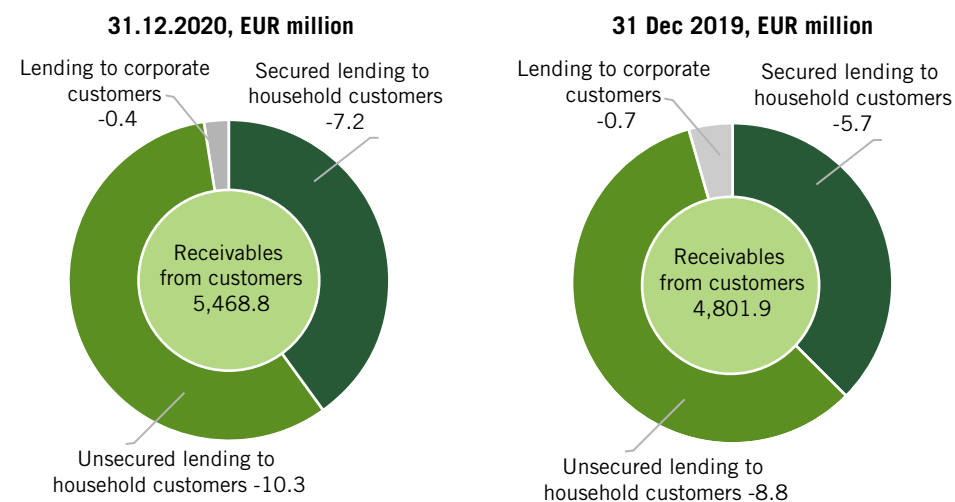 31.12.2020, EUR million
Lending to corporate
customers
-0.4
Secured lending to
household customers
-7.2
Receivables
from customers
5,468.8
Unsecured lending to
household customers -10.3
31 Dec 2019, EUR million
Lending to corporate
customers
-0.7
Secured lending to
household customers
-5.7
Receivables
from customers
4,801.9
Unsecured lending to
household customers -8.8